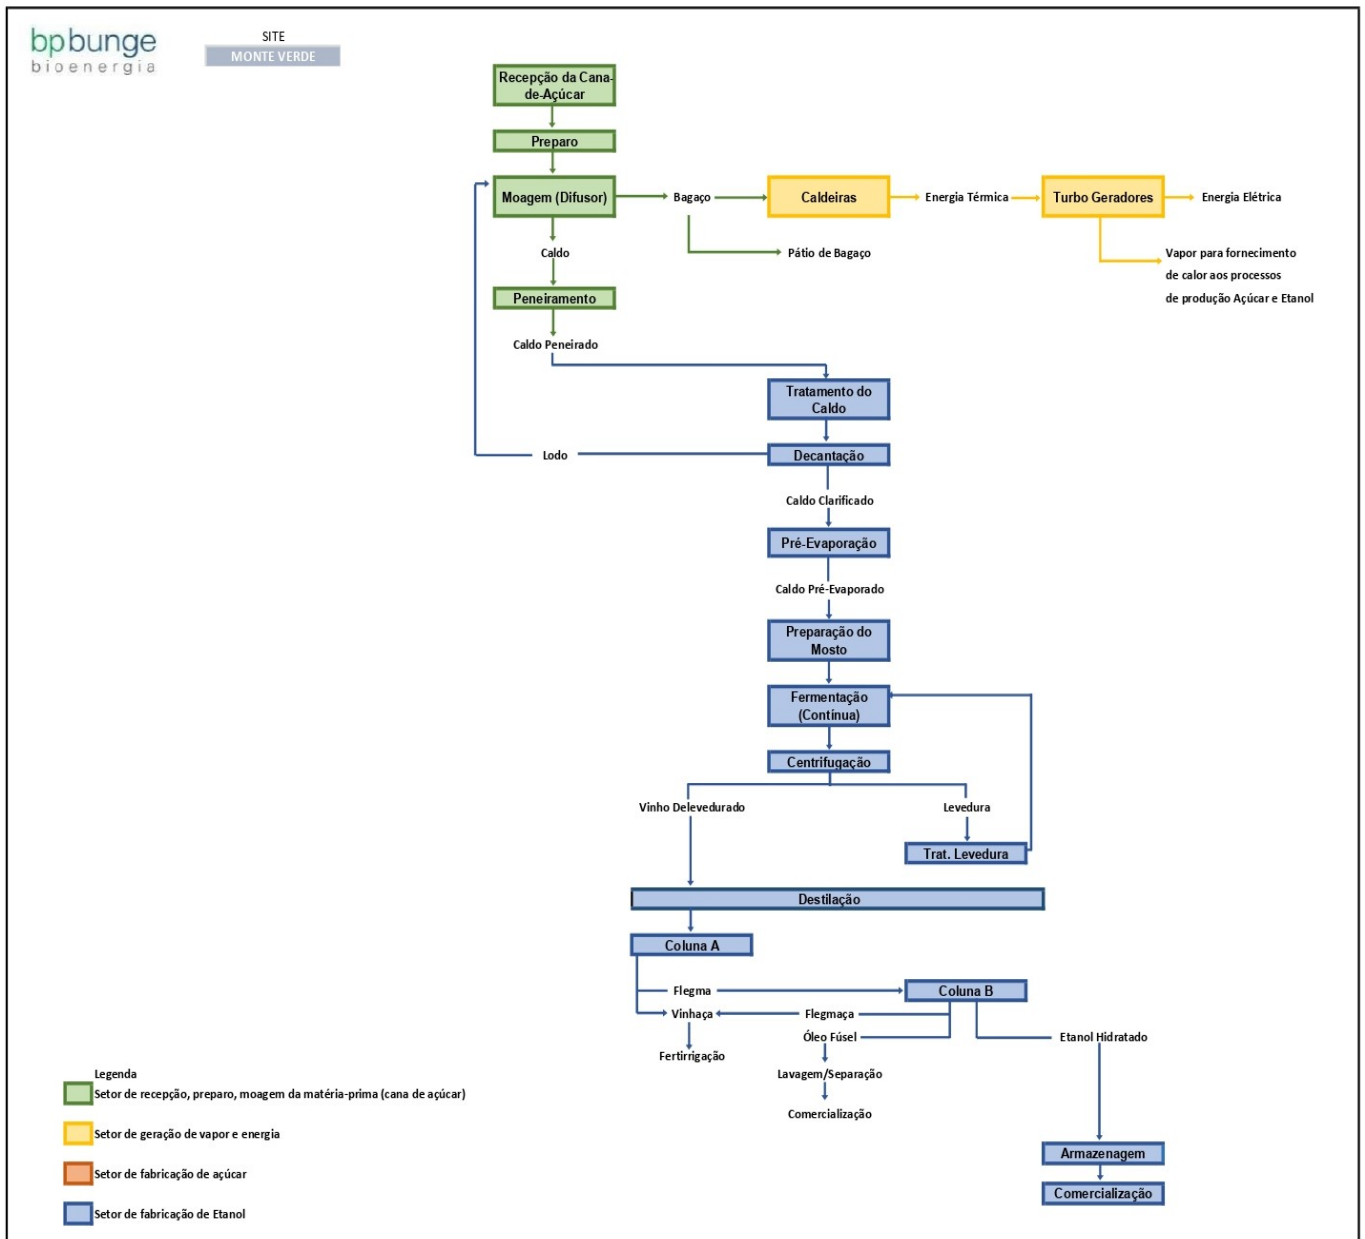 bpbunge
bioenergia
SITE
MONTE VERDE
Recepção da Cana-
de-Açúcar
Preparo
Moagem (Difusor)
Bagaço
Caldeiras
Energia Térmica
Turbo Geradores
Energia Elétrica
Caldo
Pátio de Bagaço
Vapor para fornecimento
de calor aos processos
de produção Açúcar e Etanol
Peneiramento
Caldo Peneirado
Tratamento do
Caldo
Lodo
Decantação
Caldo Clarificado
Pré-Evaporação
Caldo Pré-Evaporado
Preparação do
Mosto
Fermentação
(Contínua)
Centrifugação
Vinho Delevedurado
Levedura
Trat. Levedura
Destilação
Coluna A
Flegma
Coluna B
Vinhaça
Flegmaça
Óleo Fúsel
Etanol Hidratado
Fertirrigação
Lavagem/Separação
Comercialização
Armazenagem
Comercialização
Legenda
Setor de recepção, preparo, moagem da matéria-prima (cana de açúcar)
Setor de geração de vapor e energia
Setor de fabricação de açúcar
Setor de fabricação de Etanol